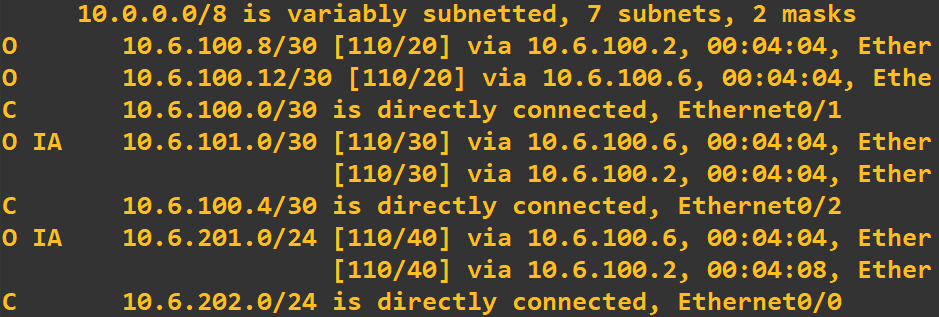 10.0.0.0/8 is variably subnetted, 7 subnets, 2 masks
O       10.6.100.8/30 [110/20] via 10.6.100.2, 00:04:04, Ether
O       10.6.100.12/30 [110/20] via 10.6.100.6, 00:04:04, Ethe
C       10.6.100.0/30 is directly connected, Ethernet0/1
O IA    10.6.101.0/30 [110/30] via 10.6.100.6, 00:04:04, Ether
                      [110/30] via 10.6.100.2, 00:04:04, Ether
C       10.6.100.4/30 is directly connected, Ethernet0/2
O IA    10.6.201.0/24 [110/40] via 10.6.100.6, 00:04:04, Ether
                      [110/40] via 10.6.100.2, 00:04:08, Ether
C       10.6.202.0/24 is directly connected, Ethernet0/0